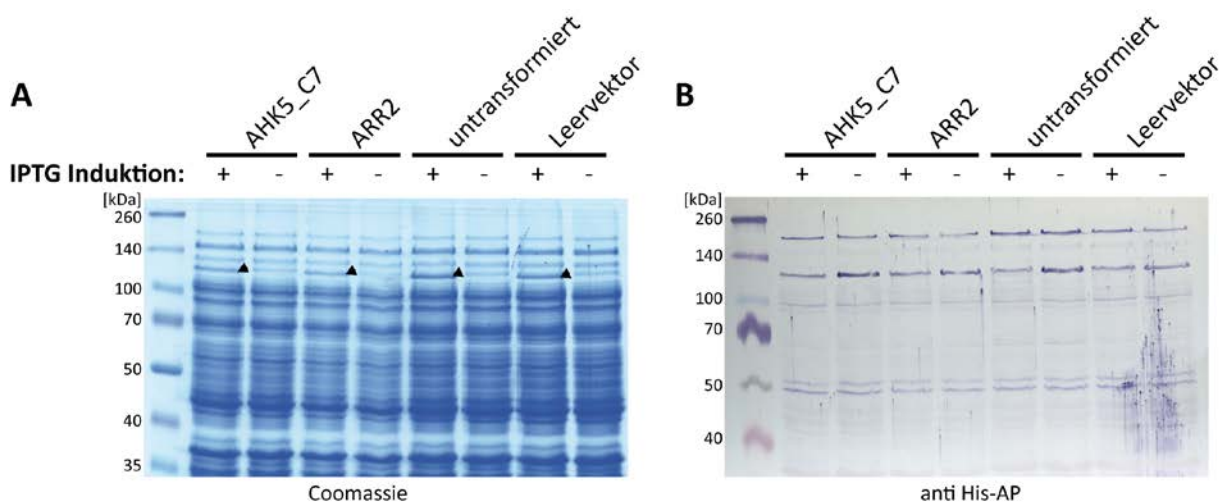 A
AHK5_C7
ARR2
untransformiert
Leervektor
IPTG Induktion:
+ - + - + - + -
[kDa]
260
140
100
70
50
40
35
Coomassie
B
AHK5_C7
ARR2
untransformiert
Leervektor
+ - + - + - + -
[kDa]
260
140
100
70
50
40
anti His-AP